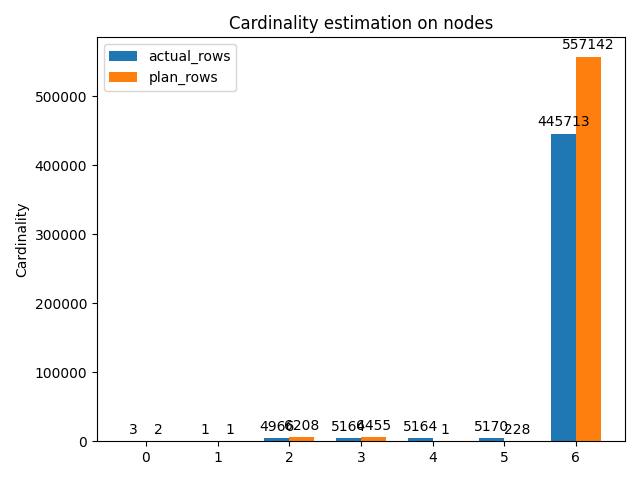 Cardinality estimation on nodes
actual_rows
plan_rows
Cardinality
500000
400000
300000
200000
100000
0
3 2
1 1
4966 6208
5164 6455
5164 1
5170 228
445713 557142
0 1 2 3 4 5 6